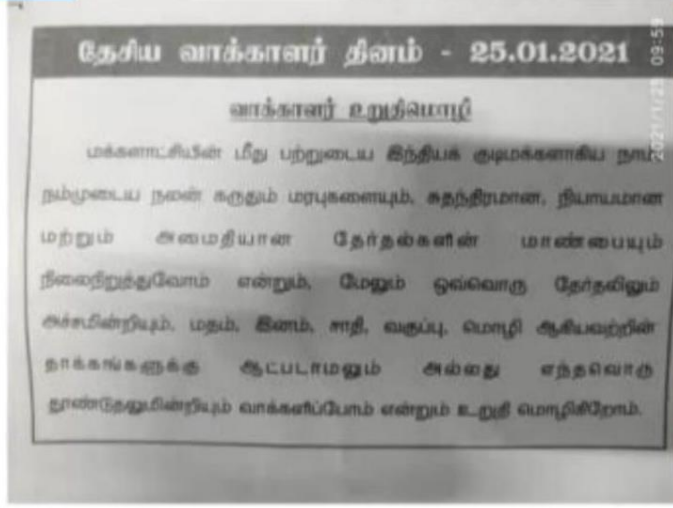 தேசிய வாக்காளர் தினம் - 25.01.2021
வாக்காளர் உறுதிமொழி
மக்களாட்சியின் மீது பற்றுடைய இந்தியக் குடிமக்களாகிய நாம்
நம்முடைய நலன் கருதும் மரபுகளையும், சுதந்திரமான, நியாயமான
மற்றும் அமைதியான தேர்தல்களின் மாண்பையும்
நிலைநிறுத்துவோம் என்றும், மேலும் ஒவ்வொரு தேர்தலிலும்
அச்சமின்றியும், மதம், இனம், சாதி, வகுப்பு, மொழி ஆகியவற்றின்
தாக்கங்களுக்கு ஆட்படாமலும் அல்லது எந்தவொரு
தூண்டுதலுமின்றியும் வாக்களிப்போம் என்றும் உறுதி மொழிகிறோம்.
2021/1/25 09:59